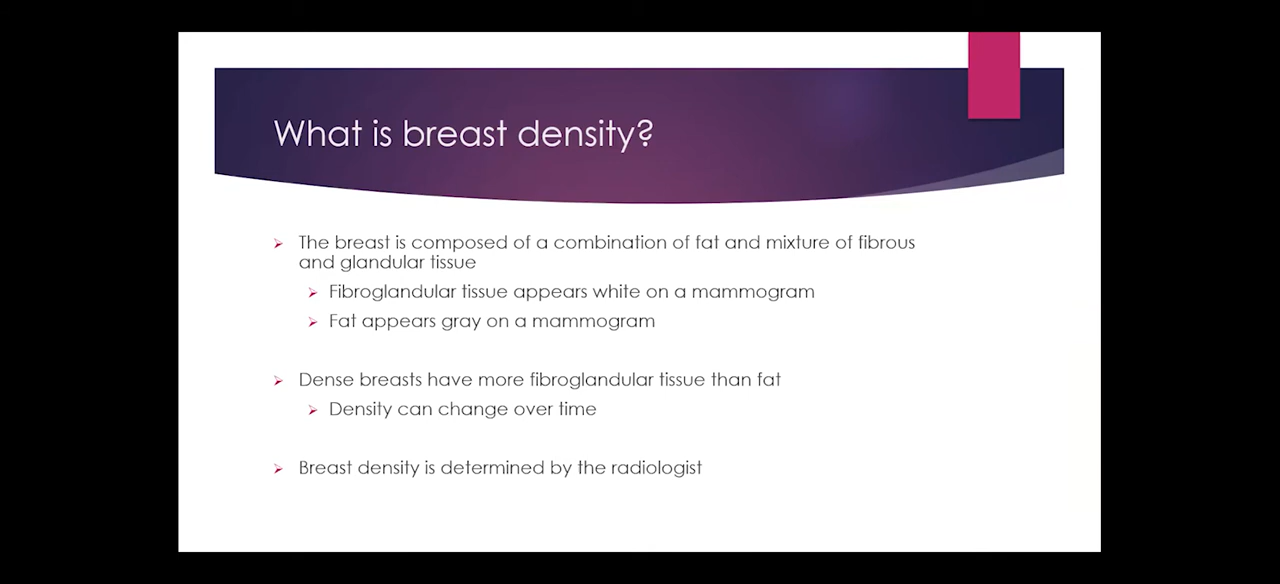 What is breast density?
The breast is composed of a combination of fat and mixture of fibrous
and glandular tissue
Fibroglandular tissue appears white on a mammogram
Fat appears gray on a mammogram
Dense breasts have more fibroglandular tissue than fat
Density can change over time
Breast density is determined by the radiologist